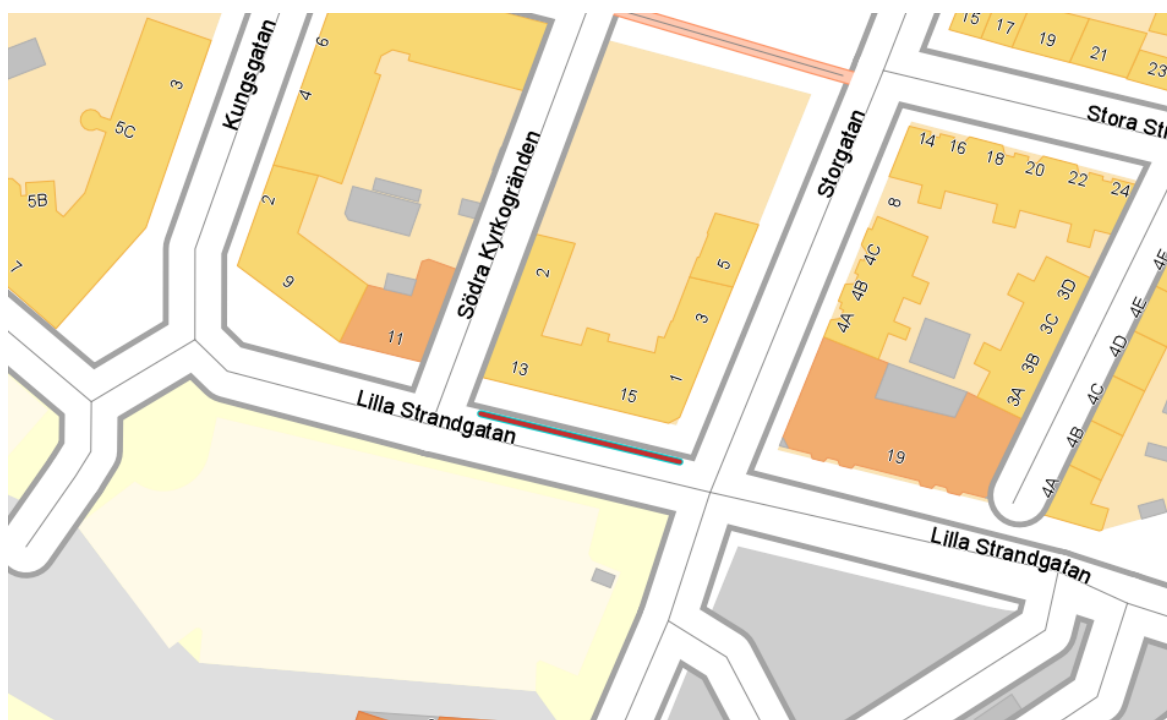 15
17
19
21
23
Stora St
Kungsgatan
6
4
3
5C
5B
7
2
9
11
Södra Kyrkogränden
2
13
15
1
3
5
Storgatan
14
16
18
20
22
24
8
4C
4B
4A
3D
3C
3B
3A
19
4E
4D
4C
4B
4A
Lilla Strandgatan
Lilla Strandgatan